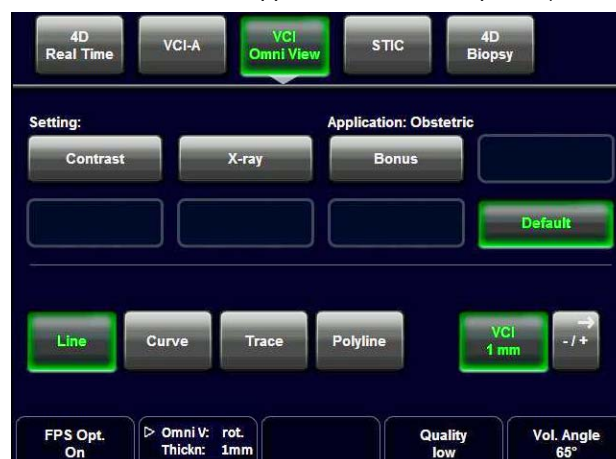 4D
Real Time
VCI-A
VCI
Omni View
STIC
4D
Biopsy
Setting:
Application: Obstetric
Contrast
X-ray
Bonus
Default
Line
Curve
Trace
Polyline
VCI
1 mm
- / +
FPS Opt.
On
Omni V: rot.
Thickn: 1mm
Quality
low
Vol. Angle
65°